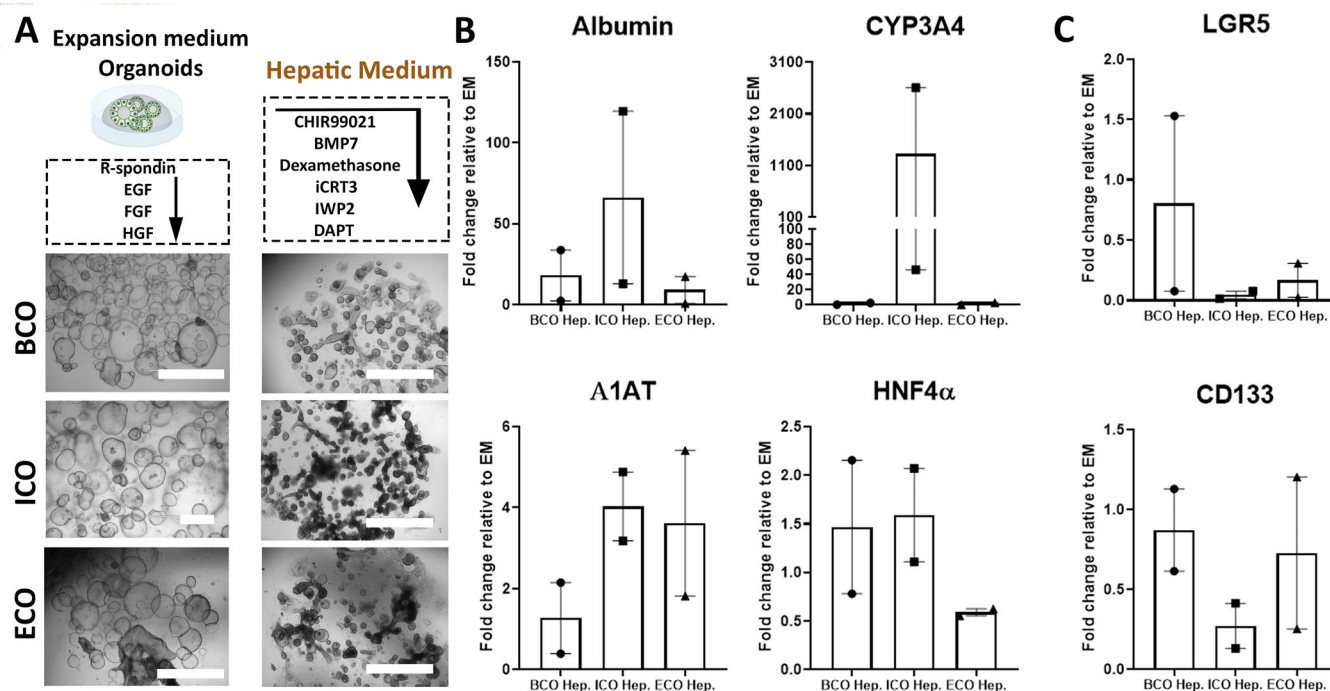 A
Expansion medium
Organoids
R-spondin
EGF
FGF
HGF
Hepatic Medium
CHIR99021
BMP7
Dexamethasone
iCRT3
IWP2
DAPT
BCO
ICO
ECO
B
Albumin
Fold change relative to EM
150
100
50
0
BCO Hep. ICO Hep. ECO Hep.
CYP3A4
Fold change relative to EM
3100
2100
1100
100
100
80
60
40
20
0
BCO Hep. ICO Hep. ECO Hep.
A1AT
Fold change relative to EM
6
4
2
0
BCO Hep. ICO Hep. ECO Hep.
HNF4α
Fold change relative to EM
2.5
2.0
1.5
1.0
0.5
0.0
BCO Hep. ICO Hep. ECO Hep.
C
LGR5
Fold change relative to EM
2.0
1.5
1.0
0.5
0.0
BCO Hep. ICO Hep. ECO Hep.
CD133
Fold change relative to EM
1.5
1.0
0.5
0.0
BCO Hep. ICO Hep. ECO Hep.